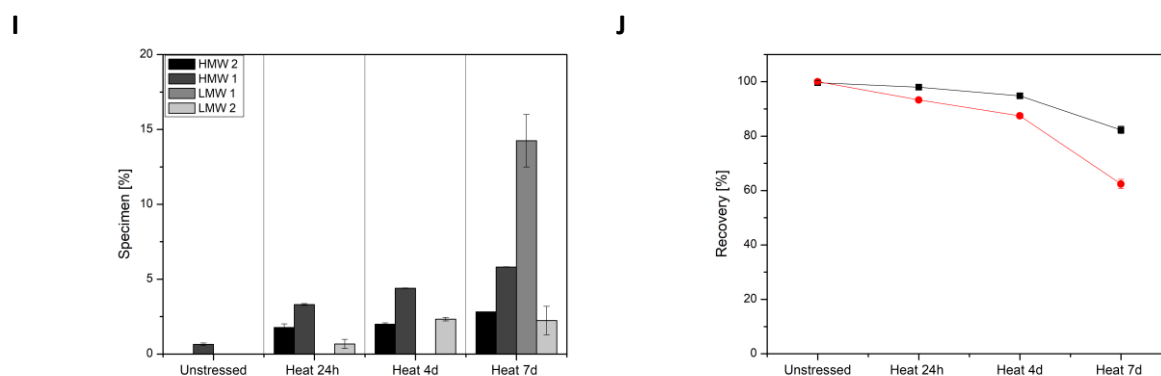 I
J
Specimen [%]
20
15
10
5
0
HMW 2
HMW 1
LMW 1
LMW 2
Unstressed
Heat 24h
Heat 4d
Heat 7d
Recovery [%]
100
80
60
40
20
0
Unstressed
Heat 24h
Heat 4d
Heat 7d